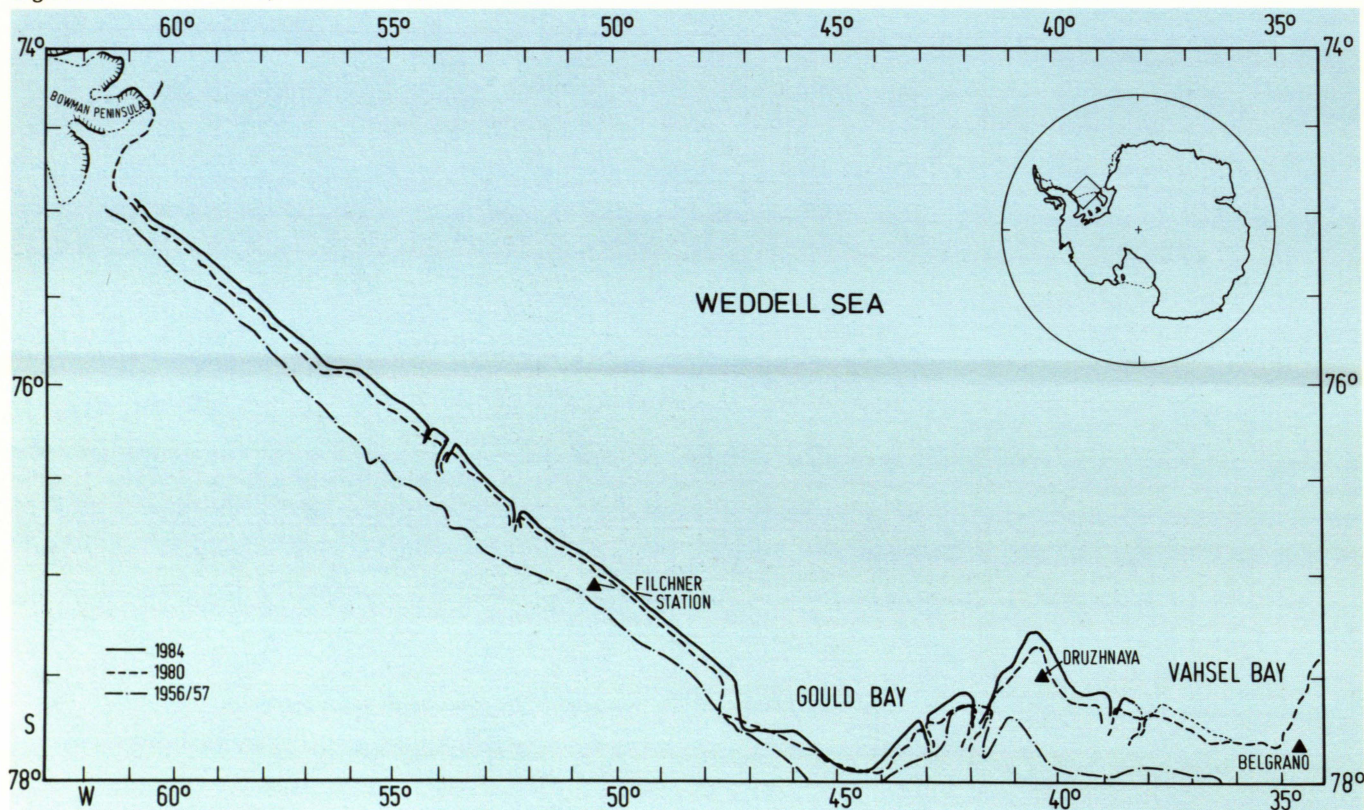 60° 55° 50° 45° 40° 35°
74° 74°
BOWMAN PENINSULA
WEDDELL SEA
76° 76°
FILCHNER
STATION
1984
1980
1956/57
GOULD BAY
DRUZHNAYA
VAHSEL BAY
BELGRANO
S
78° 78°
W 60° 55° 50° 45° 40° 35°